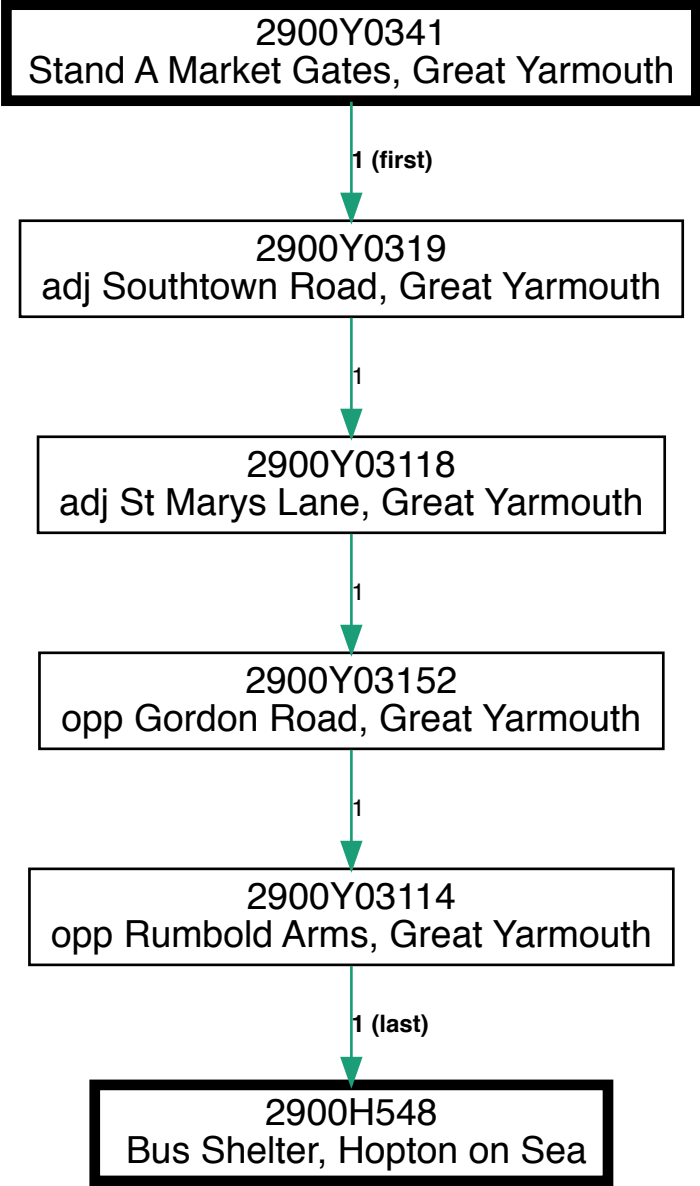 2900Y0341
Stand A Market Gates, Great Yarmouth
1 (first)
2900Y0319
adj Southtown Road, Great Yarmouth
1
2900Y03118
adj St Marys Lane, Great Yarmouth
1
2900Y03152
opp Gordon Road, Great Yarmouth
1
2900Y03114
opp Rumbold Arms, Great Yarmouth
1 (last)
2900H548
Bus Shelter, Hopton on Sea